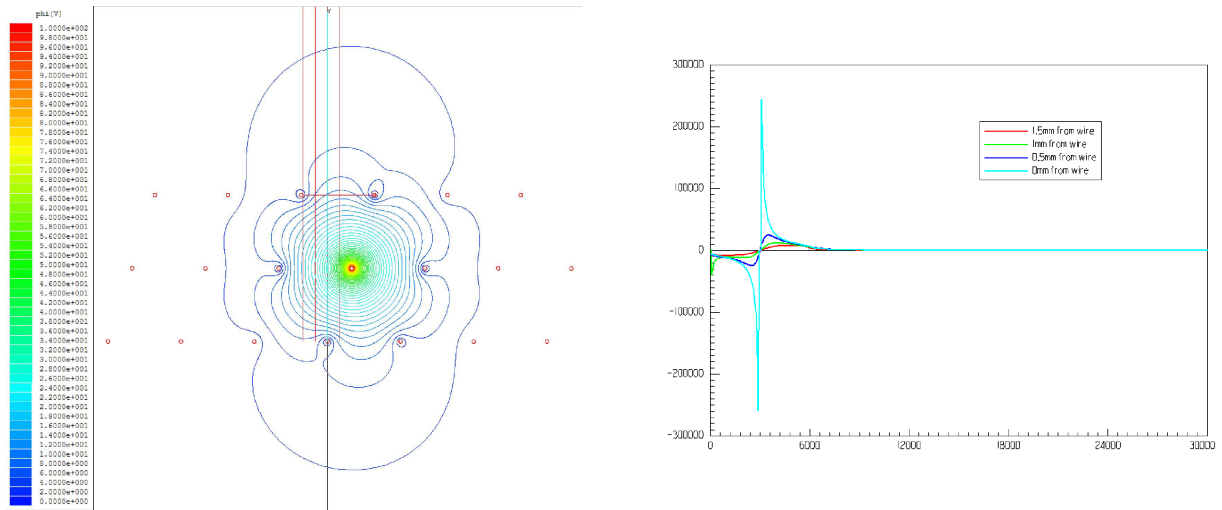 phi[V]
1.0000e+002
9.8000e+001
9.6000e+001
9.4000e+001
9.2000e+001
9.0000e+001
8.8000e+001
8.6000e+001
8.4000e+001
8.2000e+001
8.0000e+001
7.8000e+001
7.6000e+001
7.4000e+001
7.2000e+001
7.0000e+001
6.8000e+001
6.6000e+001
6.4000e+001
6.2000e+001
6.0000e+001
5.8000e+001
5.6000e+001
5.4000e+001
5.2000e+001
5.0000e+001
4.8000e+001
4.6000e+001
4.4000e+001
4.2000e+001
4.0000e+001
3.8000e+001
3.6000e+001
3.4000e+001
3.2000e+001
3.0000e+001
2.8000e+001
2.6000e+001
2.4000e+001
2.2000e+001
2.0000e+001
1.8000e+001
1.6000e+001
1.4000e+001
1.2000e+001
1.0000e+001
8.0000e+000
6.0000e+000
4.0000e+000
2.0000e+000
0.0000e+000
300000
200000
100000
0
-100000
-200000
-300000
0
6000
12000
18000
24000
30000
1,5mm from wire
1mm from wire
0,5mm from wire
0mm from wire